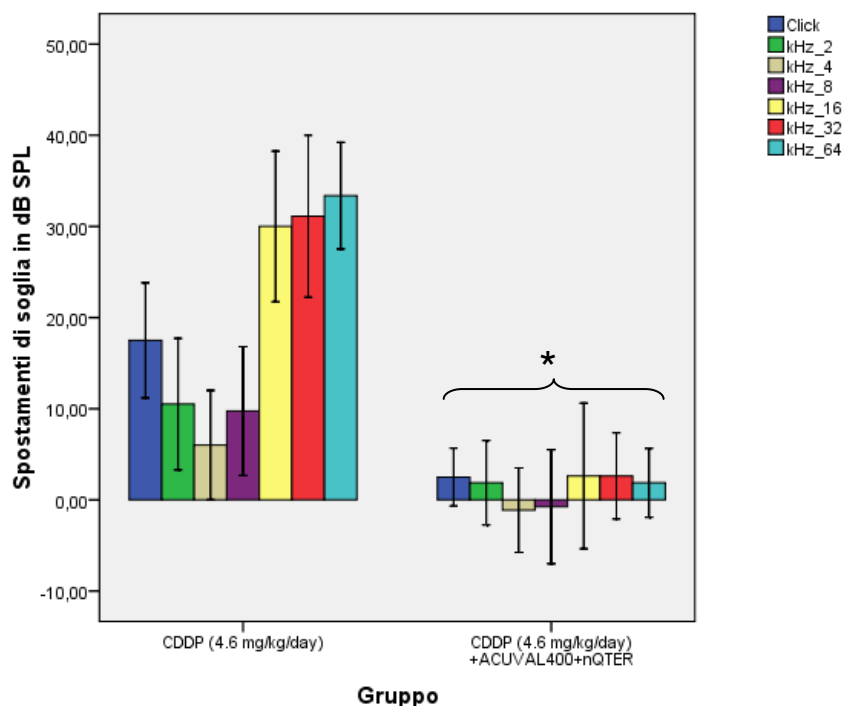 Click
kHz_2
kHz_4
kHz_8
kHz_16
kHz_32
kHz_64
Spostamenti di soglia in dB SPL
50,00
40,00
30,00
20,00
10,00
0,00
-10,00
*
CDDP (4.6 mg/kg/day)
CDDP (4.6 mg/kg/day)
+ACUVAL400+nQTER
Gruppo